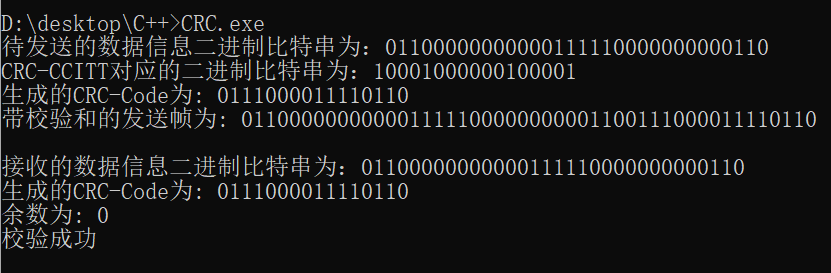 D:\desktop\C++>CRC.exe
待发送的数据信息二进制比特串为: 01100000000000111110000000000110
CRC-CCITT对应的二进制比特串为: 10001000000100001
生成的CRC-Code为: 0111000011110110
带校验和的发送帧为: 011000000000001111100000000001100111000011110110
接收的数据信息二进制比特串为: 01100000000000111110000000000110
生成的CRC-Code为: 0111000011110110
余数为: 0
校验成功